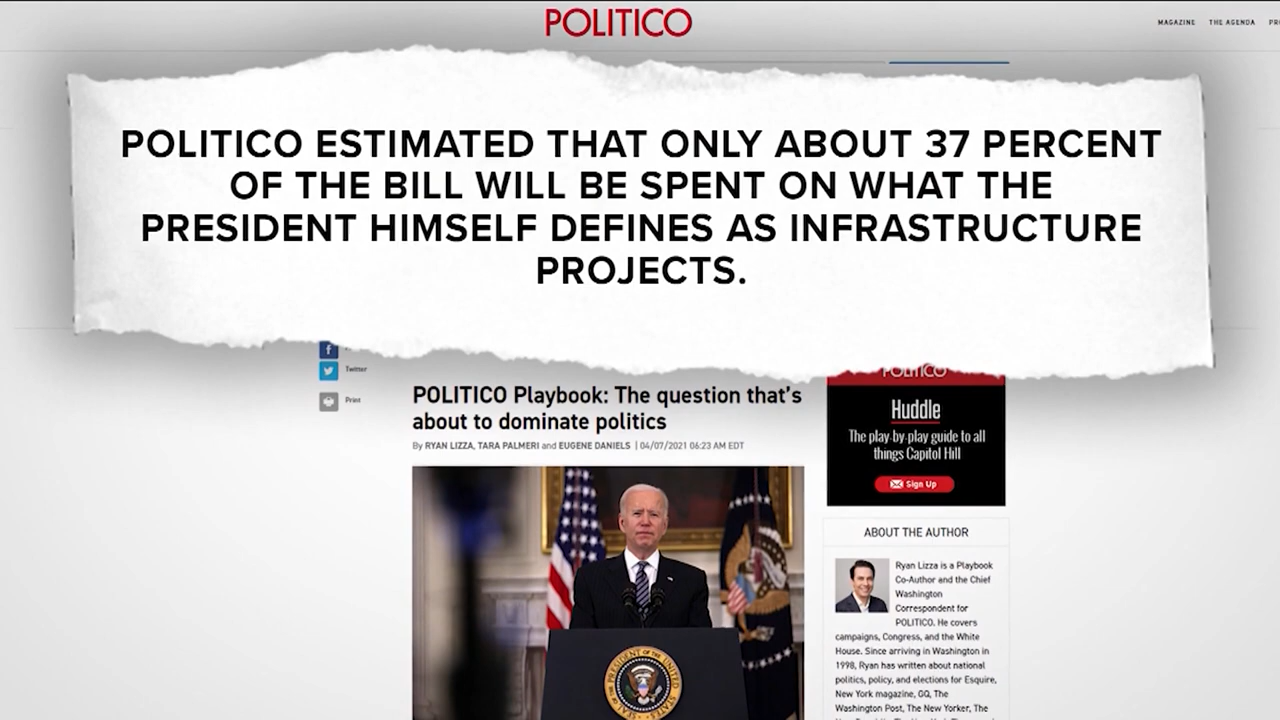 POLITICO
MAGAZINE THE AGENDA
POLITICO ESTIMATED THAT ONLY ABOUT 37 PERCENT
OF THE BILL WILL BE SPENT ON WHAT THE
PRESIDENT HIMSELF DEFINES AS INFRASTRUCTURE
PROJECTS.
Twitter
Print
POLITICO Playbook: The question that's
about to dominate politics
By RYAN LIZZA, TARA PALMERI and EUGENE DANIELS | 04/07/2021 06:23 AM EDT
POLITICO
Huddle
The play-by-play guide to all
things Capitol Hill
Sign Up
ABOUT THE AUTHOR
Ryan Lizza is a Playbook
Co-Author and the Chief
Washington
Correspondent for
POLITICO. He covers
campaigns, Congress, and the White
House. Since arriving in Washington in
1998, Ryan has written about national
politics, policy, and elections for Esquire,
New York magazine, GQ, The
Washington Post, The New Yorker, The
PRESIDENT OF THE UNITED